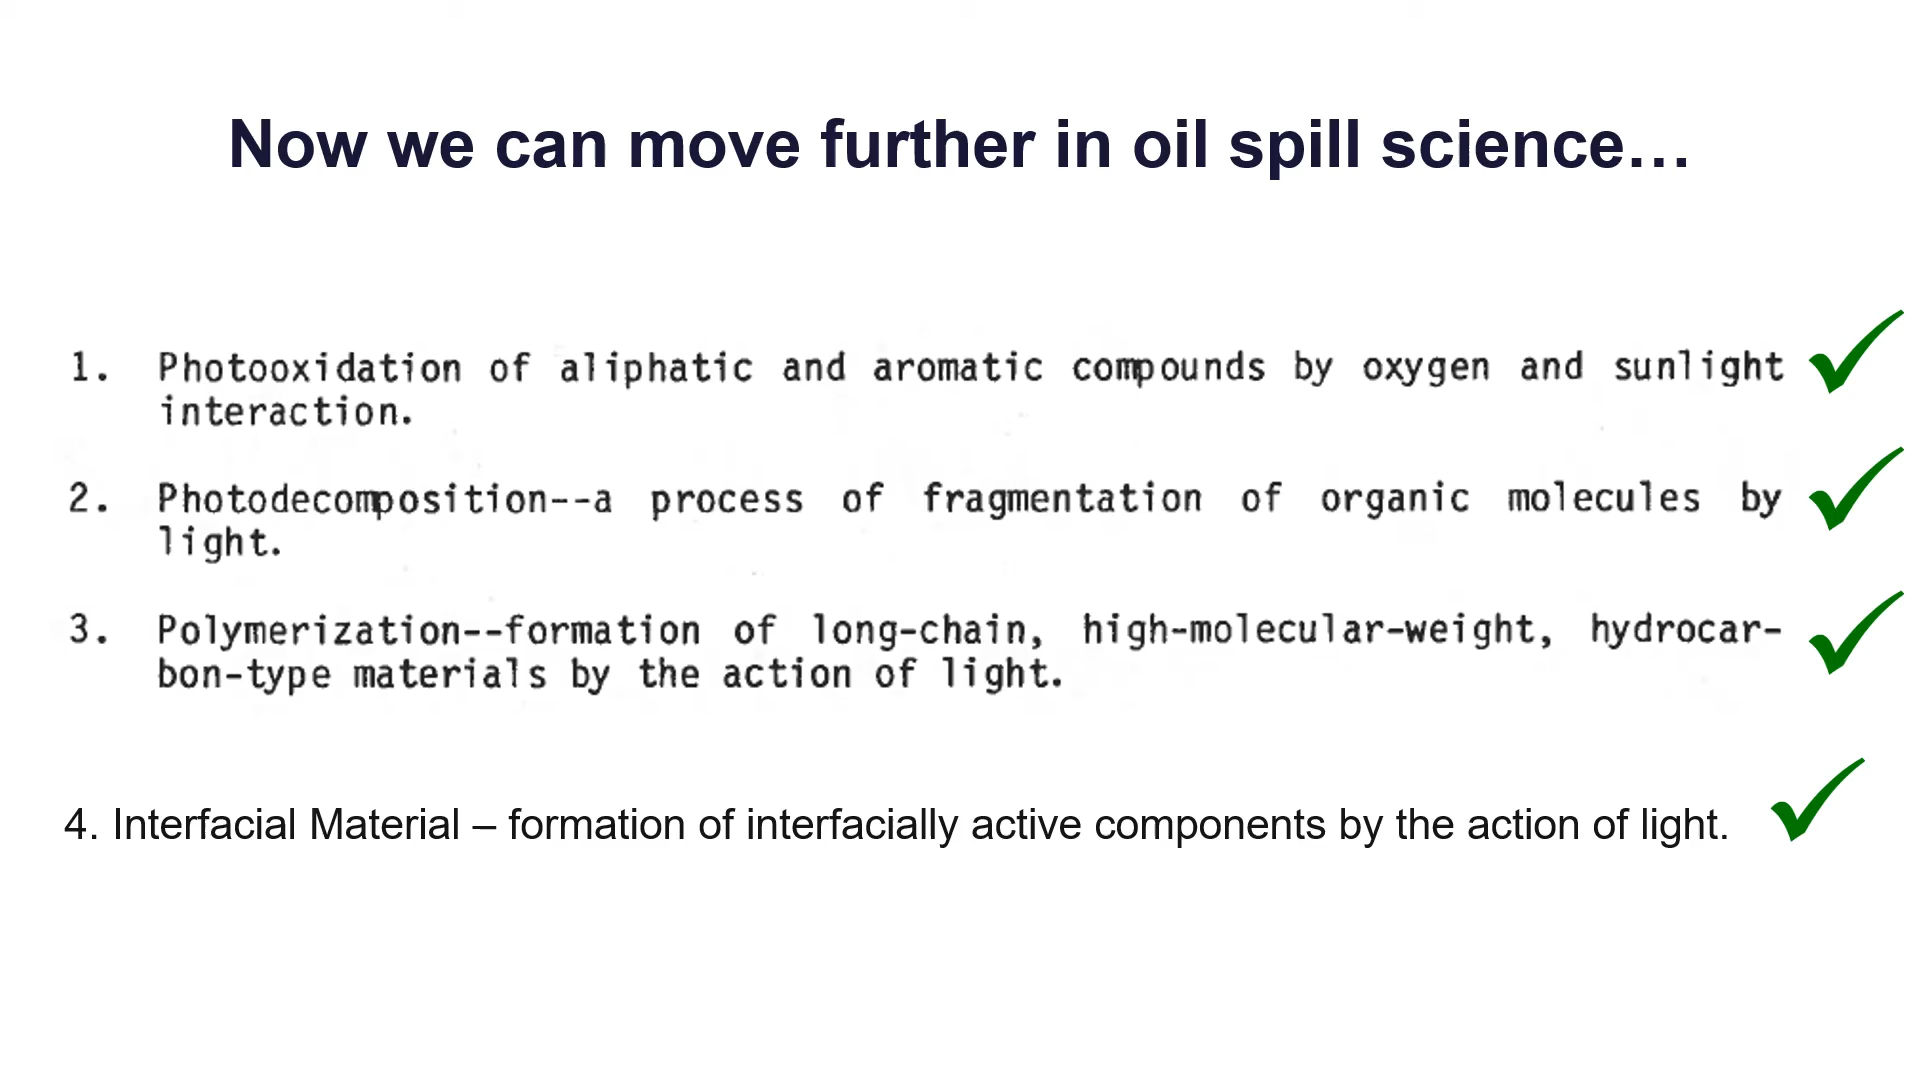 Now we can move further in oil spill science…
1. Photooxidation of aliphatic and aromatic compounds by oxygen and sunlight
interaction.
2. Photodecomposition--a process of fragmentation of organic molecules by
light.
3. Polymerization--formation of long-chain, high-molecular-weight, hydrocar-
bon-type materials by the action of light.
4. Interfacial Material – formation of interfacially active components by the action of light.